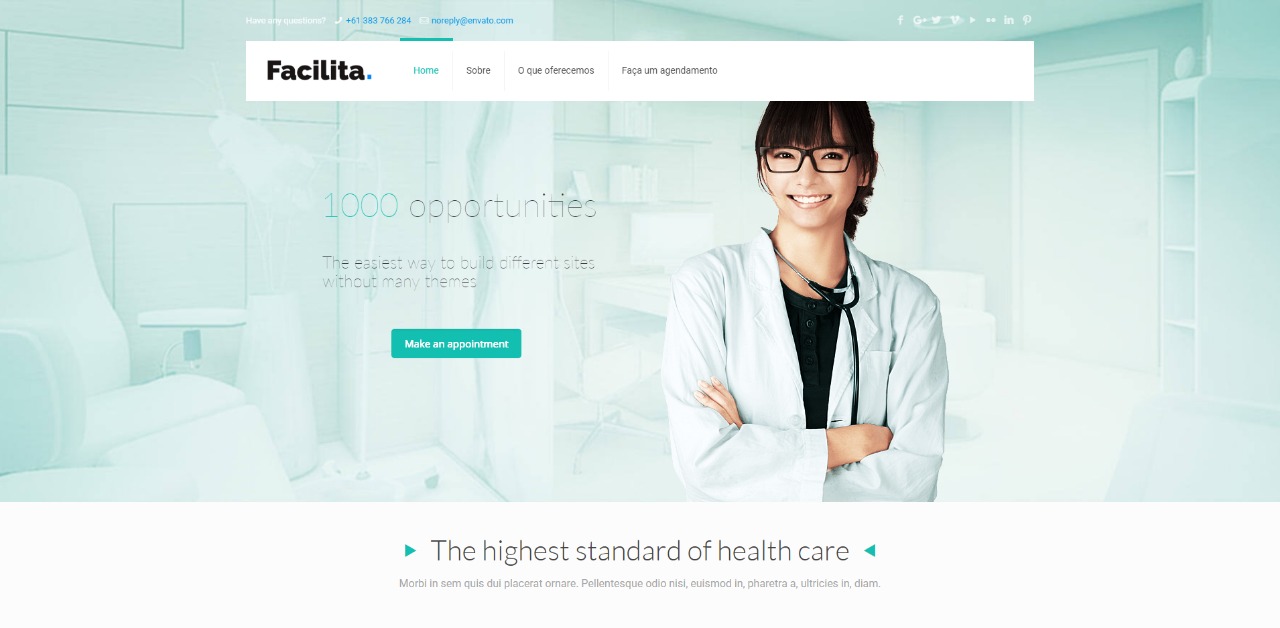 Have any questions? +61 383 766 284 noreply@envato.com
Facilita.
Home Sobre O que oferecemos Faça um agendamento
1000 opportunities
The easiest way to build different sites
without many themes
Make an appointment
The highest standard of health care
Morbi in sem quis dui placerat ornare. Pellentesque odio nisi, euismod in, pharetra a, ultricies in, diam.